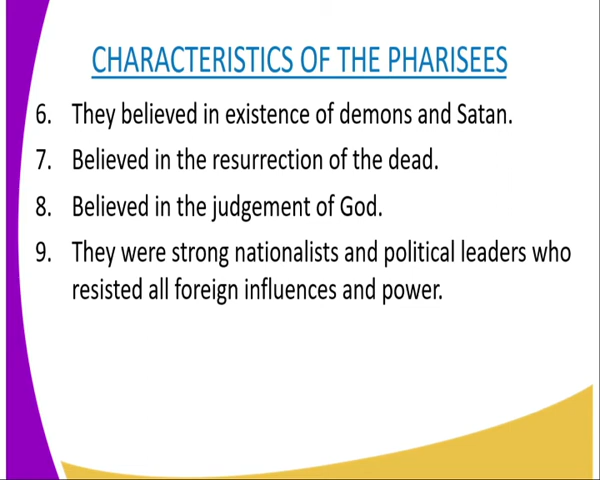 CHARACTERISTICS OF THE PHARISEES
6. They believed in existence of demons and Satan.
7. Believed in the resurrection of the dead.
8. Believed in the judgement of God.
9. They were strong nationalists and political leaders who
resisted all foreign influences and power.